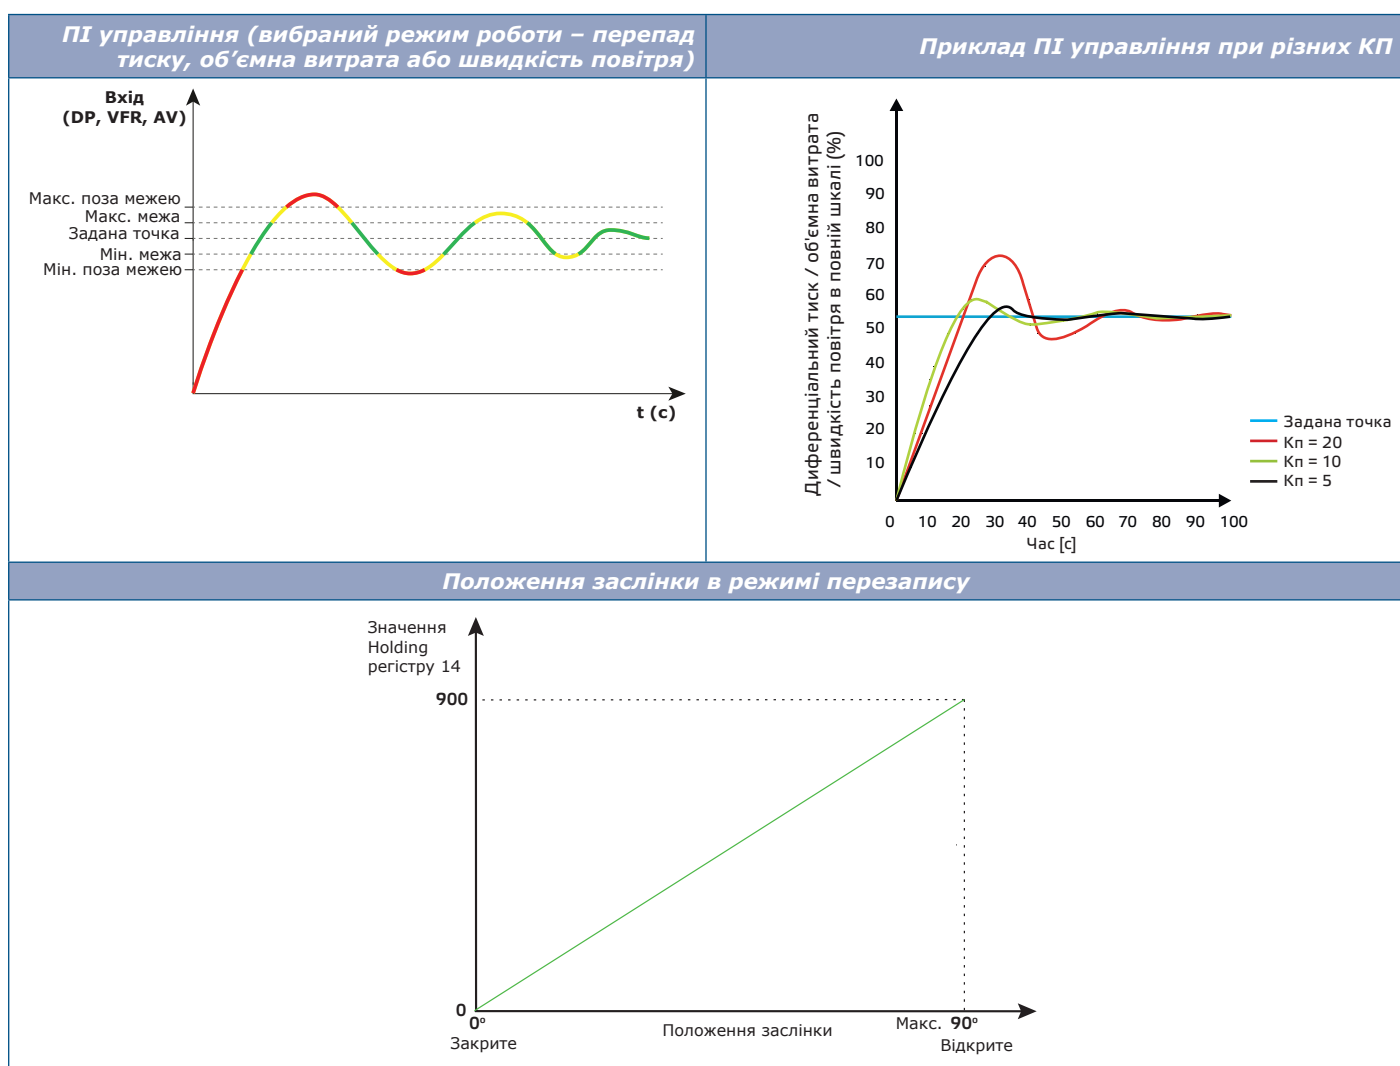 ПІ управління (вибраний режим роботи – перепад
тиску, об’ємна витрата або швидкість повітря)
Вхід
(DP, VFR, AV)
Макс. поза межею
Макс. межа
Задана точка
Мін. межа
Мін. поза межею
t (с)
Приклад ПІ управління при різних КП
Диференціальний тиск / об'ємна витрата
/ швидкість повітря в повній шкалі (%)
100
90
80
70
60
50
40
30
20
10
0 10 20 30 40 50 60 70 80 90 100
Час [с]
Задана точка
Кп = 20
Кп = 10
Кп = 5
Положення заслінки в режимі перезапису
Значення
Holding
регістру 14
900
0
0° Положення заслінки Макс. 90°
Закрите Відкрите